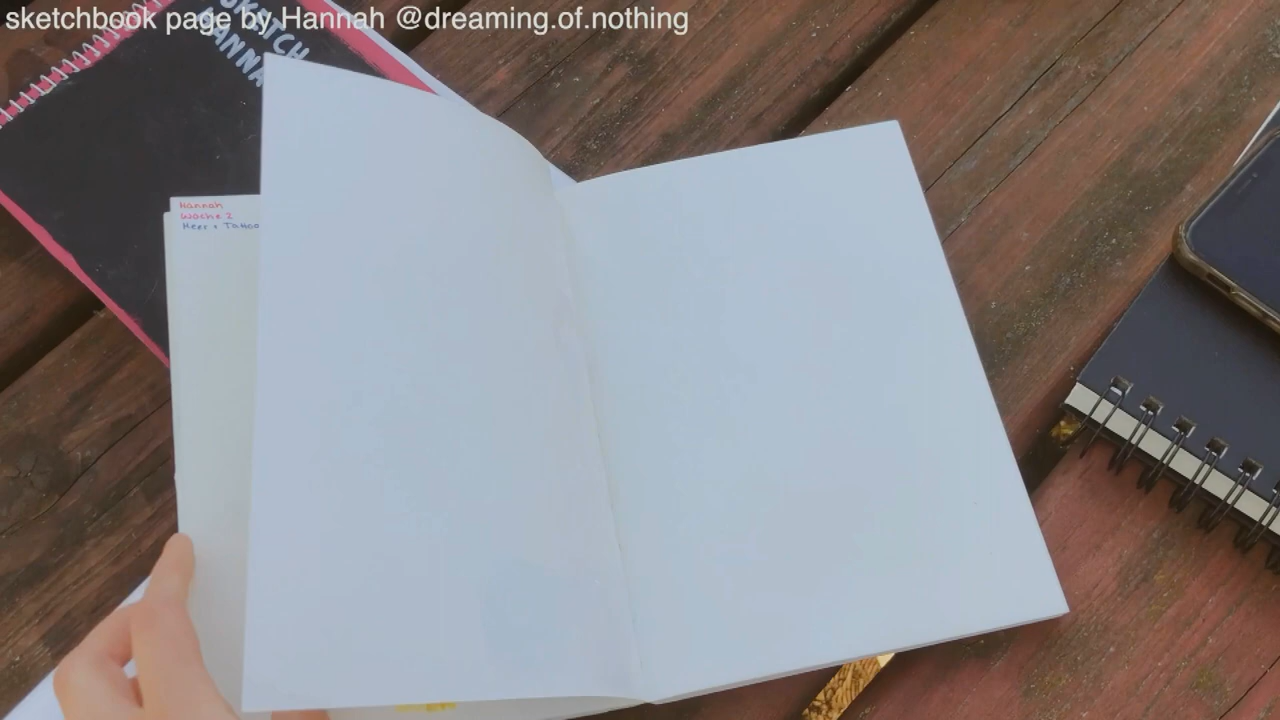 sketchbook page by Hannah @dreaming.of.nothing
Hannah
Woche 2
Meer + Tattoo